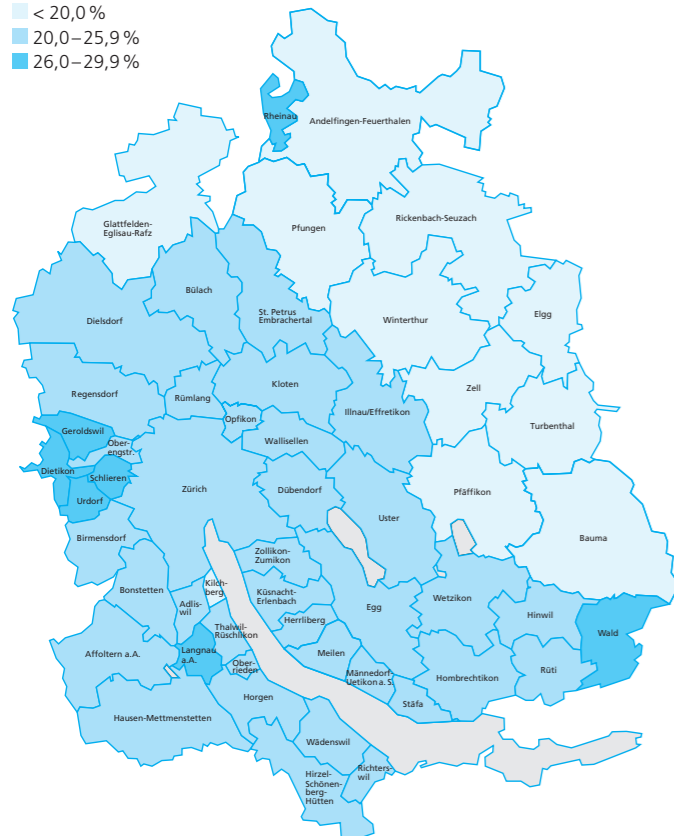 < 20,0 %
20,0–25,9 %
26,0–29,9 %
Rheinau
Andelfingen-Feuerthalen
Glattfelden-
Eglisau-Rafz
Pfungen
Rickenbach-Seuzach
Bülach
St. Petrus
Embrachertal
Dielsdorf
Winterthur
Elgg
Regensdorf
Rümlang
Kloten
Zell
Opfikon
Illnau/Effretikon
Turbenthal
Geroldswil
Ober-
engstr.
Wallisellen
Dietikon
Schlieren
Zürich
Dübendorf
Pfäffikon
Urdorf
Uster
Birmensdorf
Bauma
Zollikon-
Zumikon
Bonstetten
Kilch-
berg
Küsnacht-
Erlenbach
Wetzikon
Adlis-
wil
Egg
Hinwil
Thalwil-
Rüschlikon
Herrliberg
Wald
Affoltern a.A.
Langnau
a.A.
Meilen
Ober-
rieden
Männedorf-
Uetikon a. S.
Hombrechtikon
Rüti
Horgen
Stäfa
Hausen-Mettmenstetten
Wädenswil
Hirzel-
Schönen-
berg-
Hütten
Richters-
wil